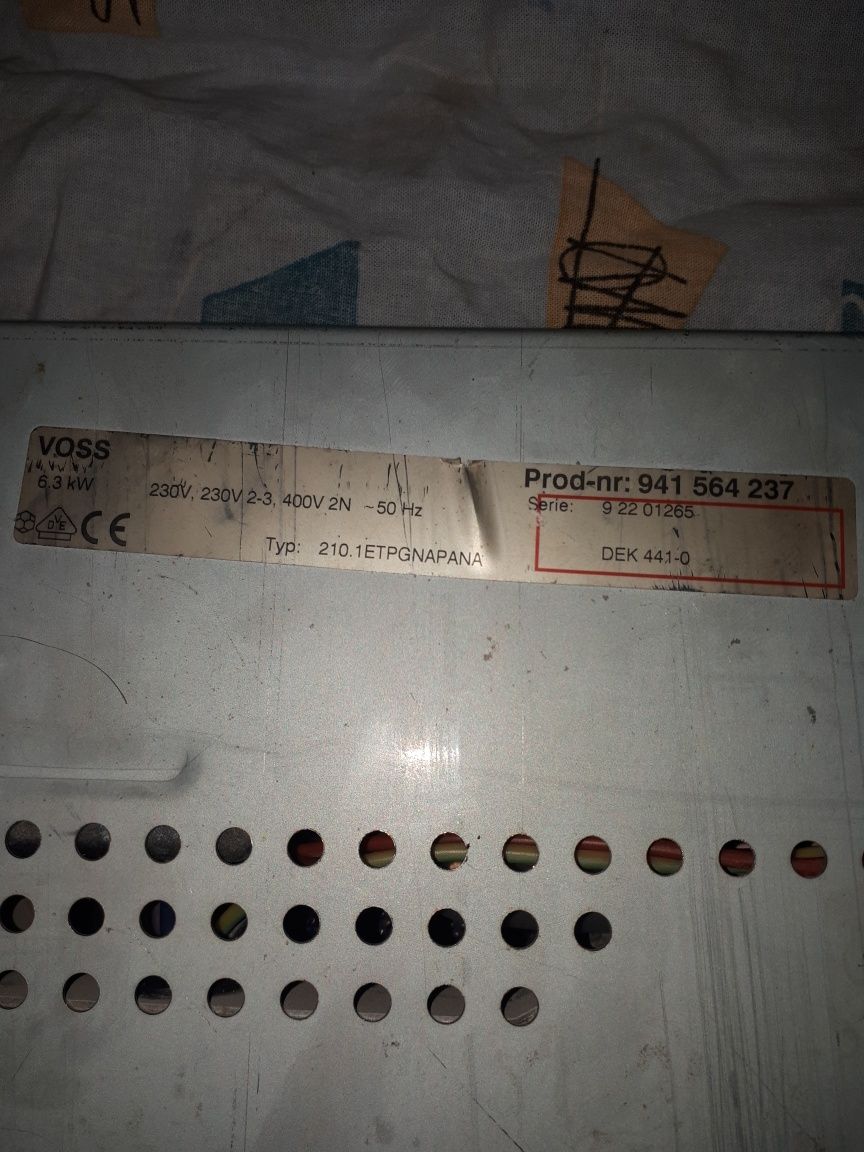 VOSS
6,3 kW
230V, 230V 2-3, 400V 2N ~50 Hz
DVE
CE
Typ: 210.1ETPGNAPANA
Prod-nr: 941 564 237
Serie: 9 22 01265
DEK 441-0